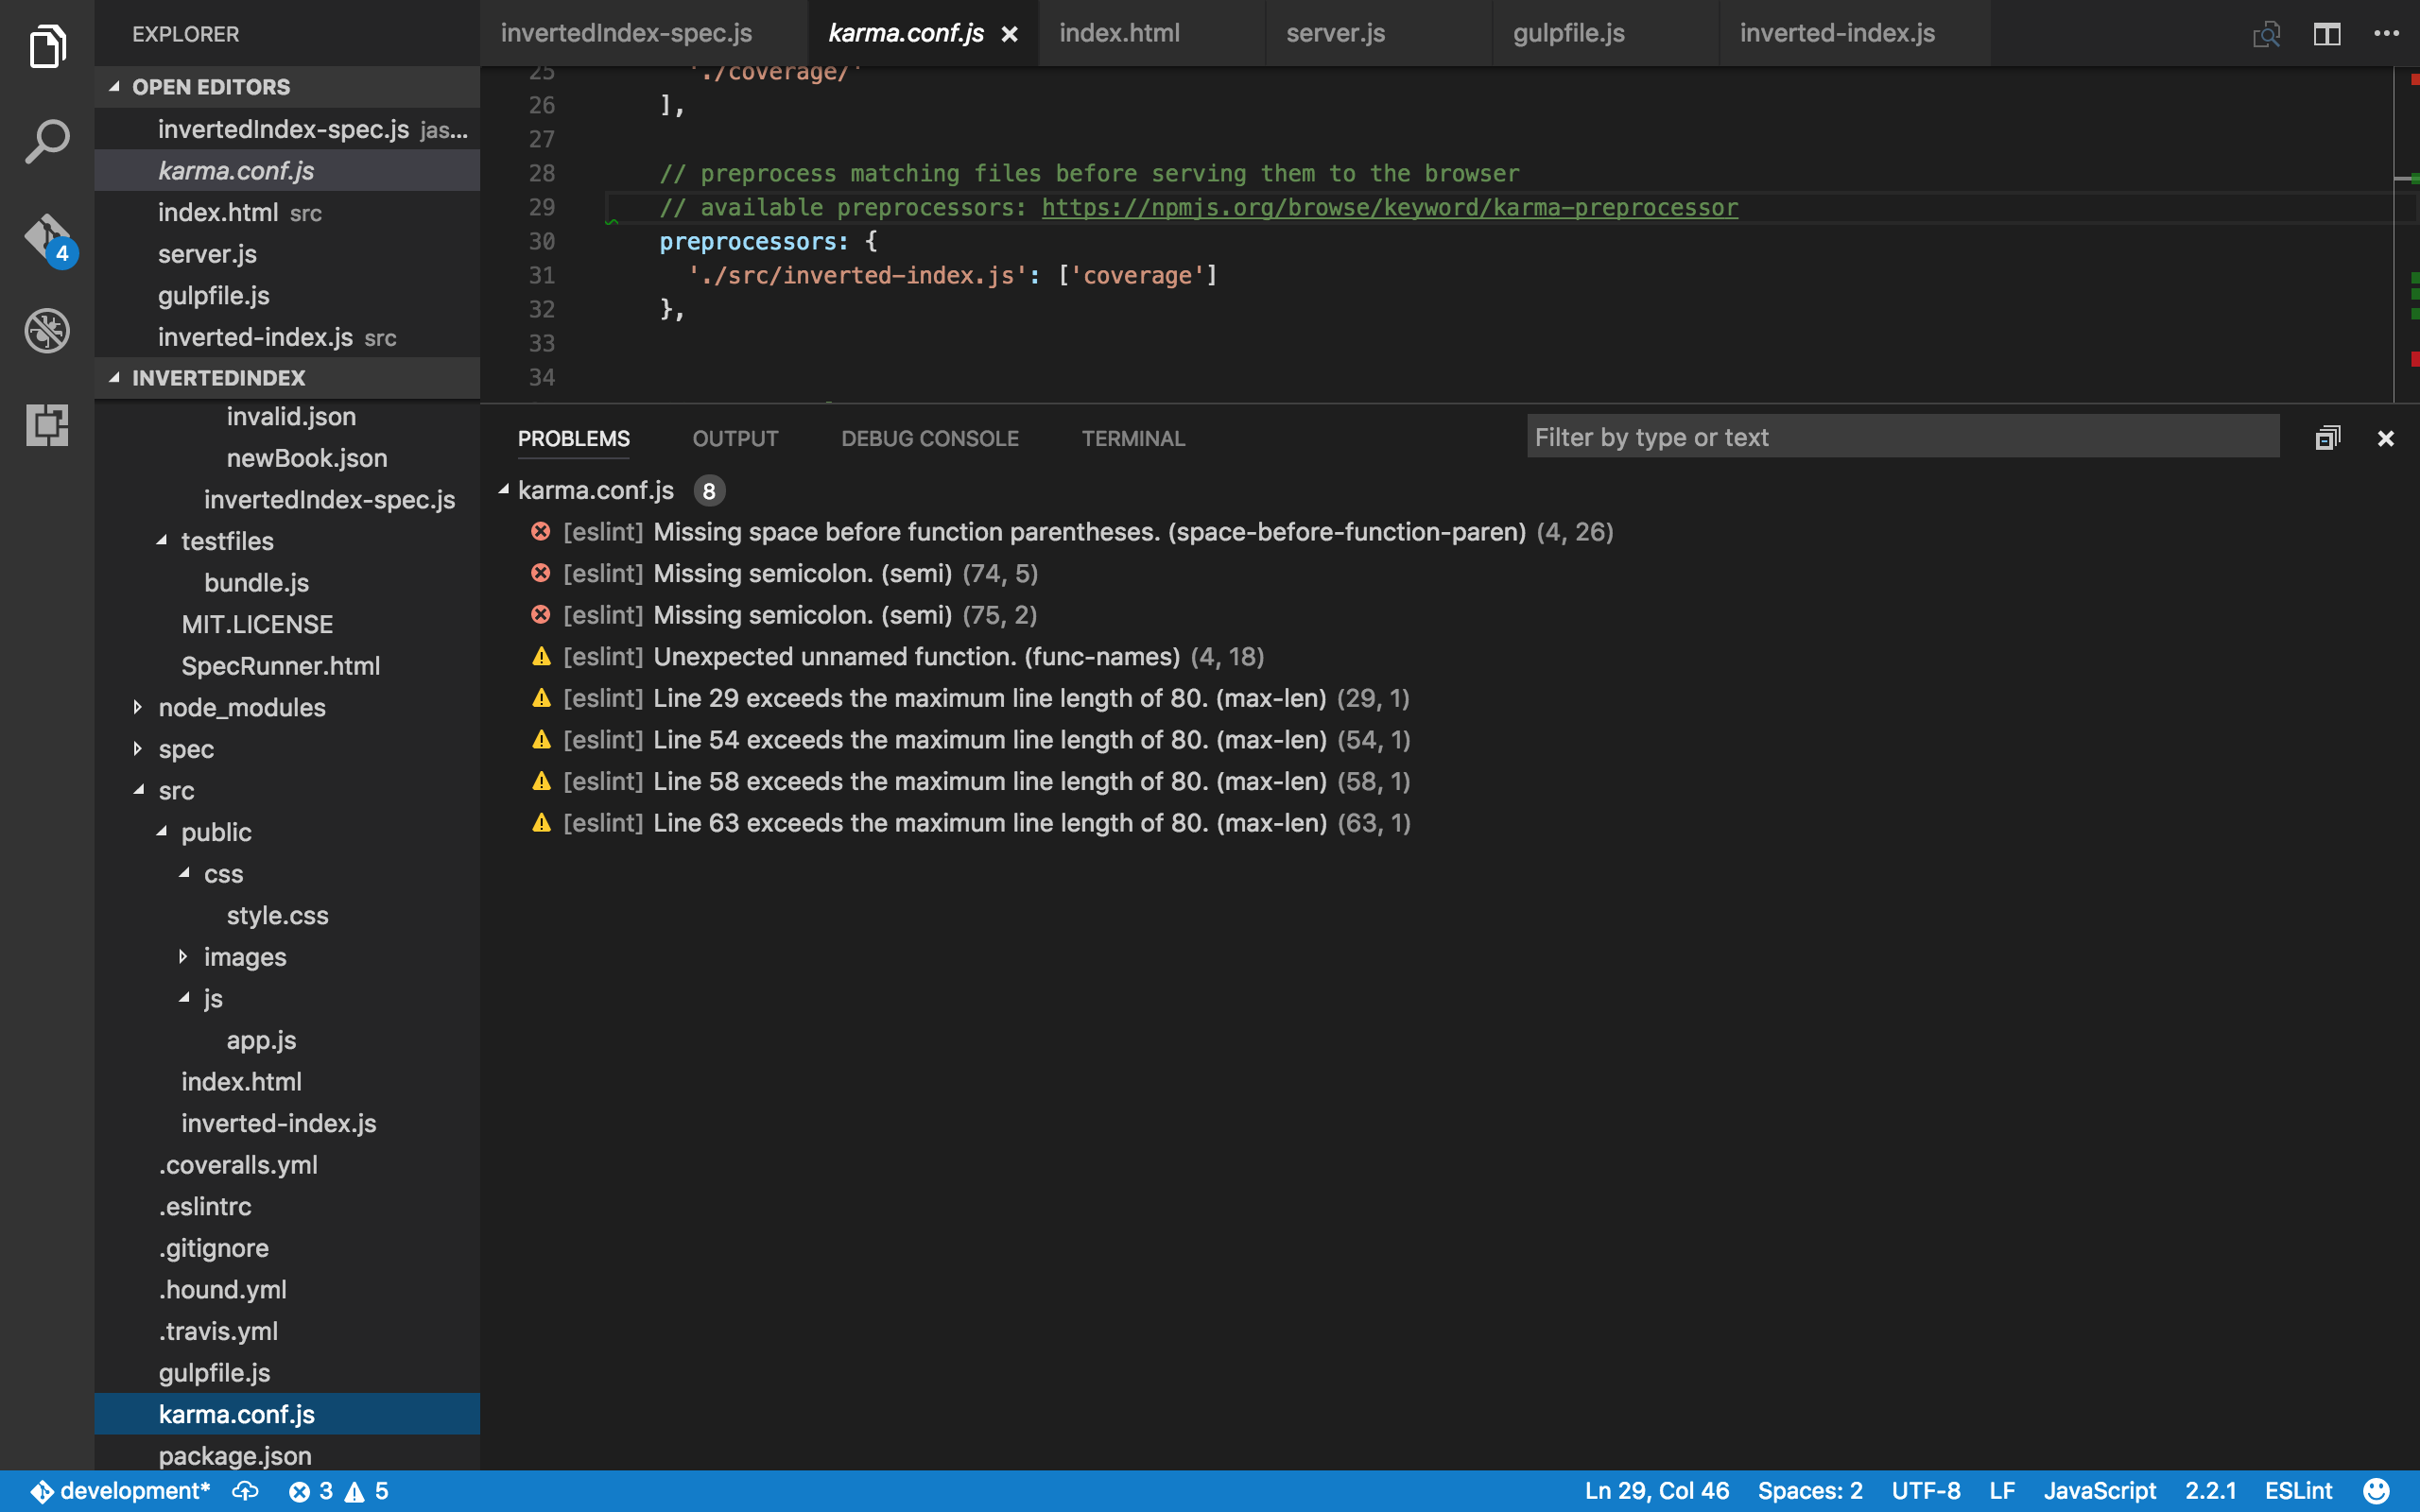 EXPLORER
OPEN EDITORS
invertedIndex-spec.js jas...
karma.conf.js
index.html src
server.js
gulpfile.js
inverted-index.js src
INVERTEDINDEX
invalid.json
newBook.json
invertedIndex-spec.js
testfiles
bundle.js
MIT.LICENSE
SpecRunner.html
node_modules
spec
src
public
css
style.css
images
js
app.js
index.html
inverted-index.js
.coveralls.yml
.eslintrc
.gitignore
.hound.yml
.travis.yml
gulpfile.js
karma.conf.js
package.json
4
invertedIndex-spec.js karma.conf.js index.html server.js gulpfile.js inverted-index.js
25 './coverage/'
26 ],
27
28 // preprocess matching files before serving them to the browser
29 // available preprocessors: https://npmjs.org/browse/keyword/karma-preprocessor
30 preprocessors: {
31 './src/inverted-index.js': ['coverage']
32 },
33
34
PROBLEMS OUTPUT DEBUG CONSOLE TERMINAL Filter by type or text
karma.conf.js 8
[eslint] Missing space before function parentheses. (space-before-function-paren) (4, 26)
[eslint] Missing semicolon. (semi) (74, 5)
[eslint] Missing semicolon. (semi) (75, 2)
[eslint] Unexpected unnamed function. (func-names) (4, 18)
[eslint] Line 29 exceeds the maximum line length of 80. (max-len) (29, 1)
[eslint] Line 54 exceeds the maximum line length of 80. (max-len) (54, 1)
[eslint] Line 58 exceeds the maximum line length of 80. (max-len) (58, 1)
[eslint] Line 63 exceeds the maximum line length of 80. (max-len) (63, 1)
development* 3 5 Ln 29, Col 46 Spaces: 2 UTF-8 LF JavaScript 2.2.1 ESLint